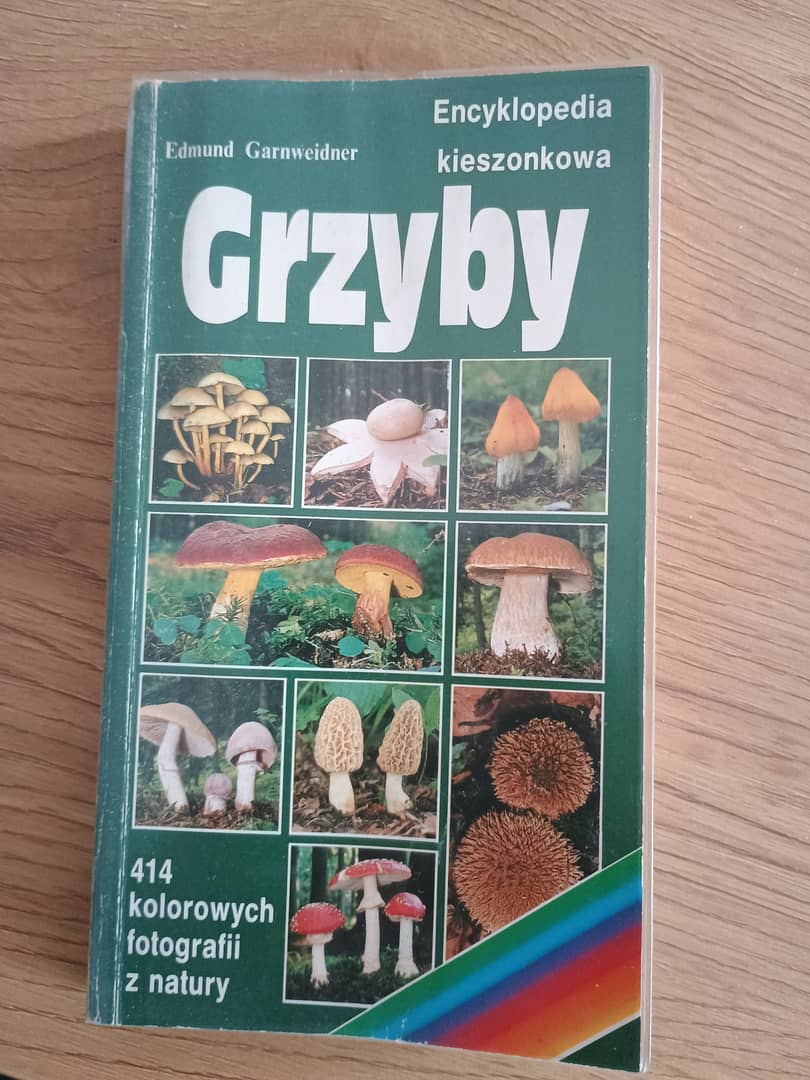 Encyklopedia
Edmund Garnweidner
kieszonkowa
Grzyby
414
kolorowych
fotografii
z natury